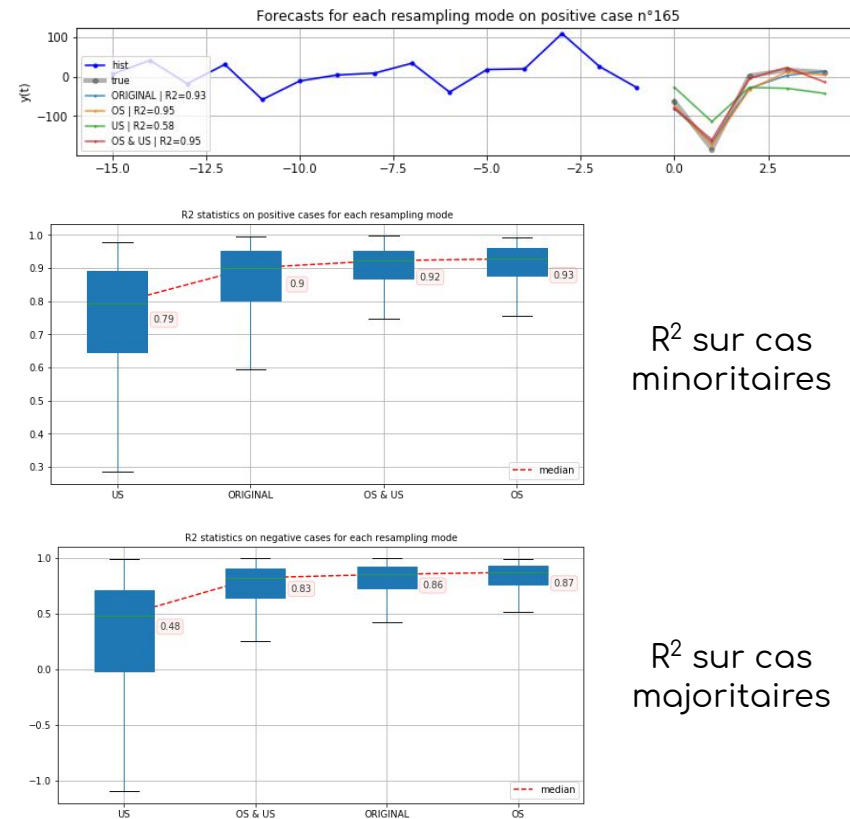 Forecasts for each resampling mode on positive case n°165
100
0
−100
y(t)
hist
true
ORIGINAL | R2=0.93
OS | R2=0.95
US | R2=0.58
OS & US | R2=0.95
−15.0 −12.5 −10.0 −7.5 −5.0 −2.5 0.0 2.5
R2 statistics on positive cases for each resampling mode
1.0
0.9
0.8
0.7
0.6
0.5
0.4
0.3
0.79
0.9
0.92
0.93
median
US ORIGINAL OS & US OS
R² sur cas
minoritaires
R2 statistics on negative cases for each resampling mode
1.0
0.5
0.0
−0.5
−1.0
0.48
0.83
0.86
0.87
median
US OS & US ORIGINAL OS
R² sur cas
majoritaires